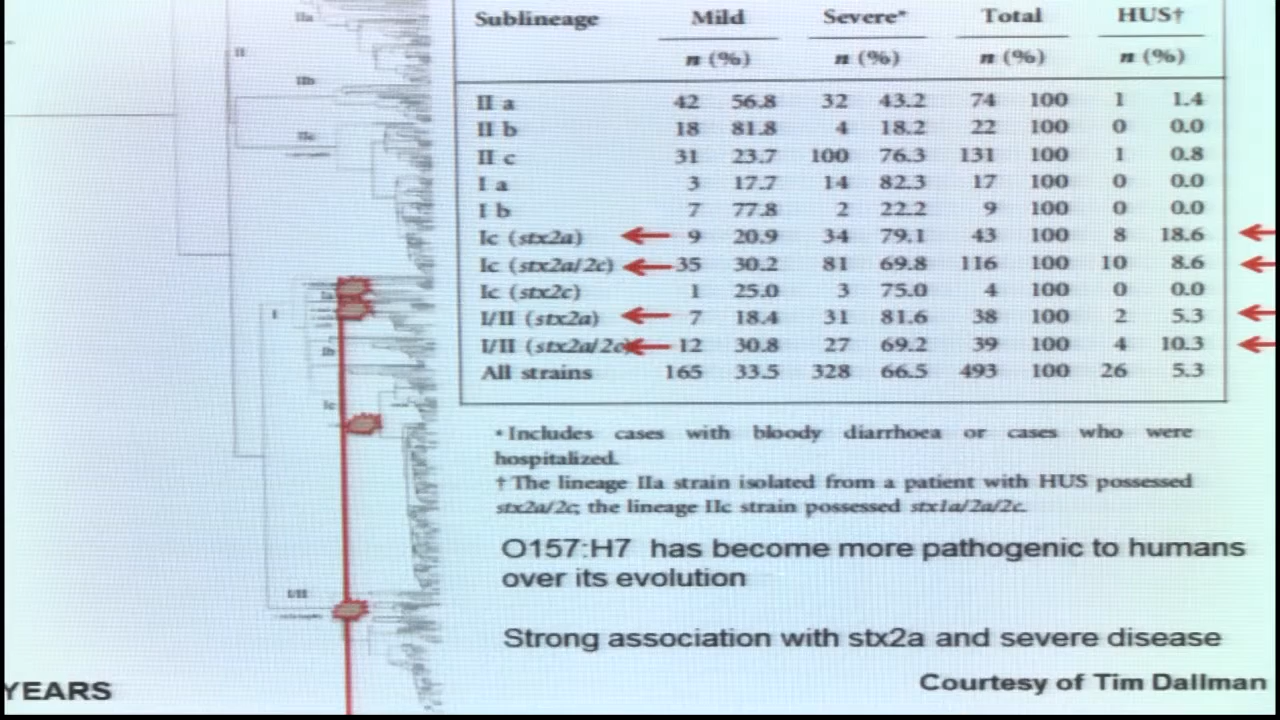 IIa
II
IIb
IIc
I
Ic
I/II
Sublineage Mild Severe* Total HUS†
n (%) n (%) n (%) n (%)
II a 42 56.8 32 43.2 74 100 1 1.4
II b 18 81.8 4 18.2 22 100 0 0.0
II c 31 23.7 100 76.3 131 100 1 0.8
I a 3 17.7 14 82.3 17 100 0 0.0
I b 7 77.8 2 22.2 9 100 0 0.0
Ic (stx2a) 9 20.9 34 79.1 43 100 8 18.6
Ic (stx2a/2c) 35 30.2 81 69.8 116 100 10 8.6
Ic (stx2c) 1 25.0 3 75.0 4 100 0 0.0
I/II (stx2a) 7 18.4 31 81.6 38 100 2 5.3
I/II (stx2a/2c) 12 30.8 27 69.2 39 100 4 10.3
All strains 165 33.5 328 66.5 493 100 26 5.3
*Includes cases with bloody diarrhoea or cases who were
hospitalized.
†The lineage IIa strain isolated from a patient with HUS possessed
stx2a/2c; the lineage IIc strain possessed stx1a/2a/2c.
O157:H7 has become more pathogenic to humans
over its evolution
Strong association with stx2a and severe disease
YEARS
Courtesy of Tim Dallman